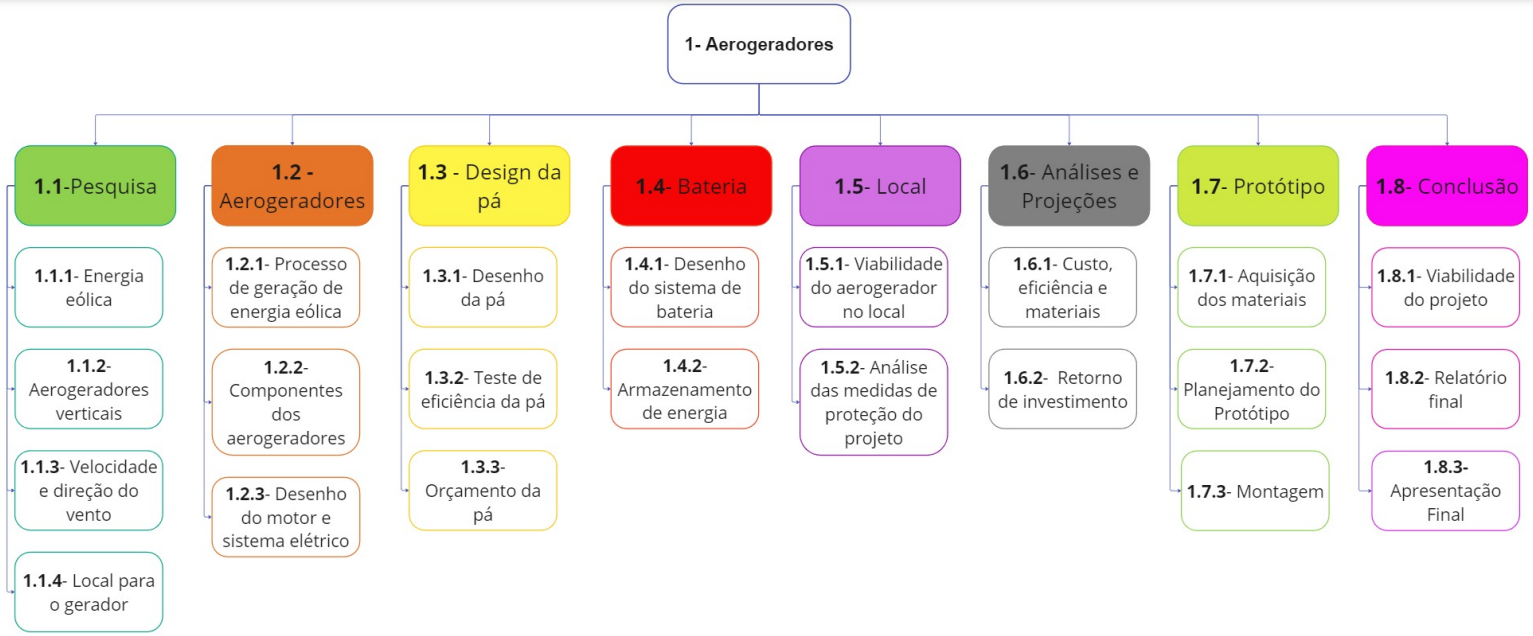 1- Aerogeradores
1.1-Pesquisa
1.1.1- Energia
eólica
1.1.2-
Aerogeradores
verticais
1.1.3- Velocidade
e direção do
vento
1.1.4- Local para
o gerador
1.2 -
Aerogeradores
1.2.1- Processo
de geração de
energia eólica
1.2.2-
Componentes
dos
aerogeradores
1.2.3- Desenho
do motor e
sistema elétrico
1.3 - Design da
pá
1.3.1- Desenho
da pá
1.3.2- Teste de
eficiência da pá
1.3.3-
Orçamento da
pá
1.4- Bateria
1.4.1- Desenho
do sistema de
bateria
1.4.2-
Armazenamento
de energia
1.5- Local
1.5.1- Viabilidade
do aerogerador
no local
1.5.2- Análise
das medidas de
proteção do
projeto
1.6- Análises e
Projeções
1.6.1- Custo,
eficiência e
materiais
1.6.2- Retorno
de investimento
1.7- Protótipo
1.7.1- Aquisição
dos materiais
1.7.2-
Planejamento do
Protótipo
1.7.3- Montagem
1.8- Conclusão
1.8.1- Viabilidade
do projeto
1.8.2- Relatório
final
1.8.3-
Apresentação
Final